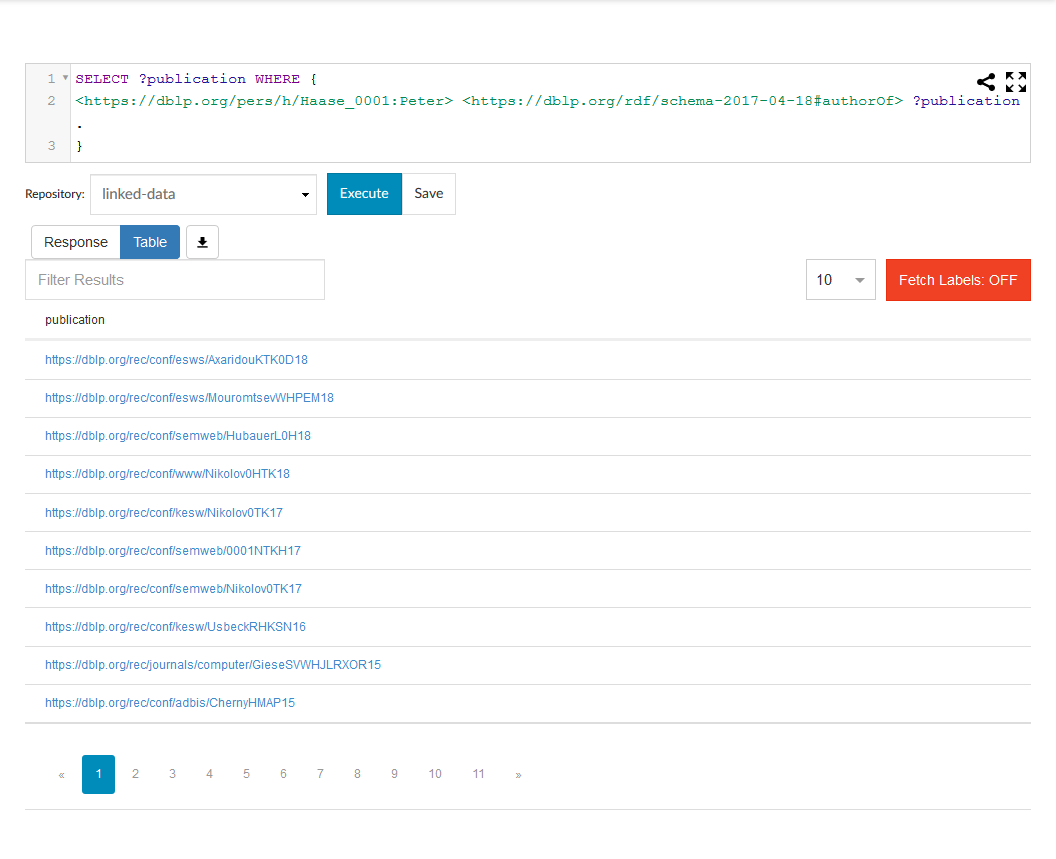 1 SELECT ?publication WHERE {
2 <https://dblp.org/pers/h/Haase_0001:Peter> <https://dblp.org/rdf/schema-2017-04-18#authorOf> ?publication
.
3 }
Repository: linked-data Execute Save
Response Table
Filter Results 10 Fetch Labels: OFF
publication
https://dblp.org/rec/conf/esws/AxaridouKTK0D18
https://dblp.org/rec/conf/esws/MouromtsevWHPEM18
https://dblp.org/rec/conf/semweb/HubauerL0H18
https://dblp.org/rec/conf/www/Nikolov0HTK18
https://dblp.org/rec/conf/kesw/Nikolov0TK17
https://dblp.org/rec/conf/semweb/0001NTKH17
https://dblp.org/rec/conf/semweb/Nikolov0TK17
https://dblp.org/rec/conf/kesw/UsbeckRHKSN16
https://dblp.org/rec/journals/computer/GieseSVWHJLRXOR15
https://dblp.org/rec/conf/adbis/ChernyHMAP15
« 1 2 3 4 5 6 7 8 9 10 11 »